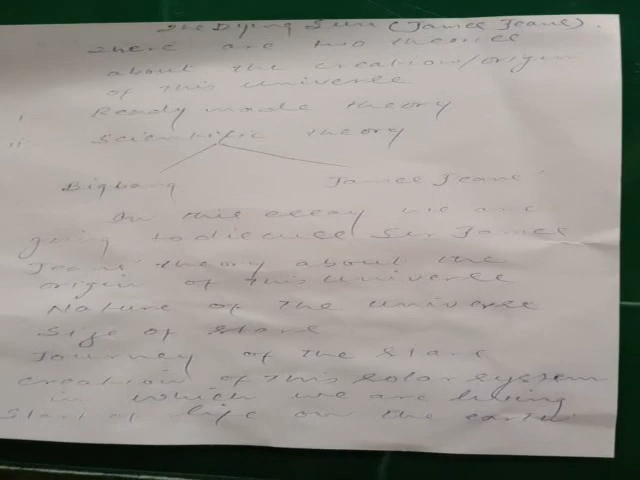 The Dying Sun (James Jeans).
There are two theories
about the creation/origin
of this universe
i Ready made theory
ii Scientific theory
Bigbang James Jeans'
In this essay we are
going to discuss Sir James
Jeans' theory about the
origin of this universe
Nature of the universe
Size of stars
Journey of the stars
creation of this solar system
in which we are living
Start of life on the earth